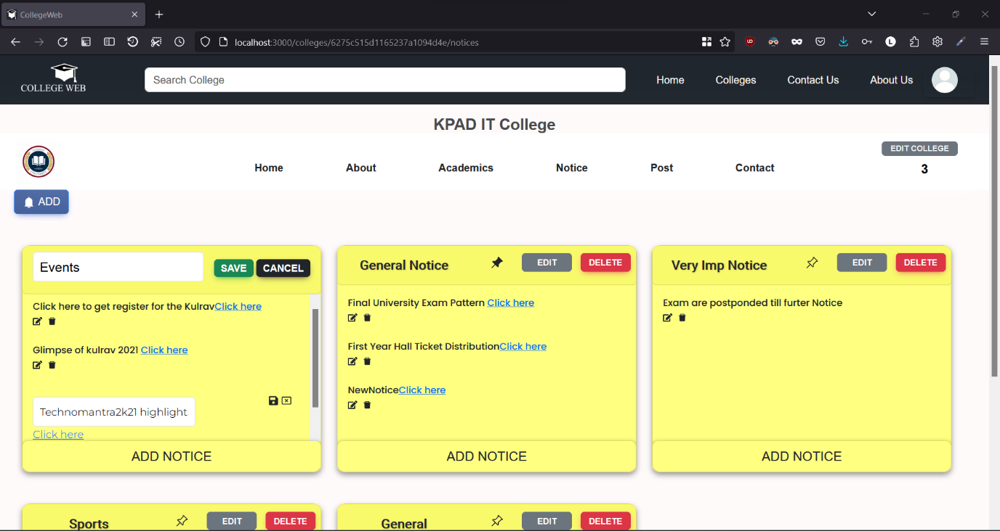 CollegeWeb
localhost:3000/colleges/6275c515d1165237a1094d4e/notices
COLLEGE WEB
Search College
Home
Colleges
Contact Us
About Us
KPAD IT College
EDIT COLLEGE
Home
About
Academics
Notice
Post
Contact
3
ADD
Events
SAVE
CANCEL
Click here to get register for the KulravClick here
Glimpse of kulrav 2021 Click here
Technomantra2k21 highlight
Click here
ADD NOTICE
General Notice
EDIT
DELETE
Final University Exam Pattern Click here
First Year Hall Ticket DistributionClick here
NewNoticeClick here
ADD NOTICE
Very Imp Notice
EDIT
DELETE
Exam are postponded till furter Notice
ADD NOTICE
Sports
EDIT
DELETE
General
EDIT
DELETE